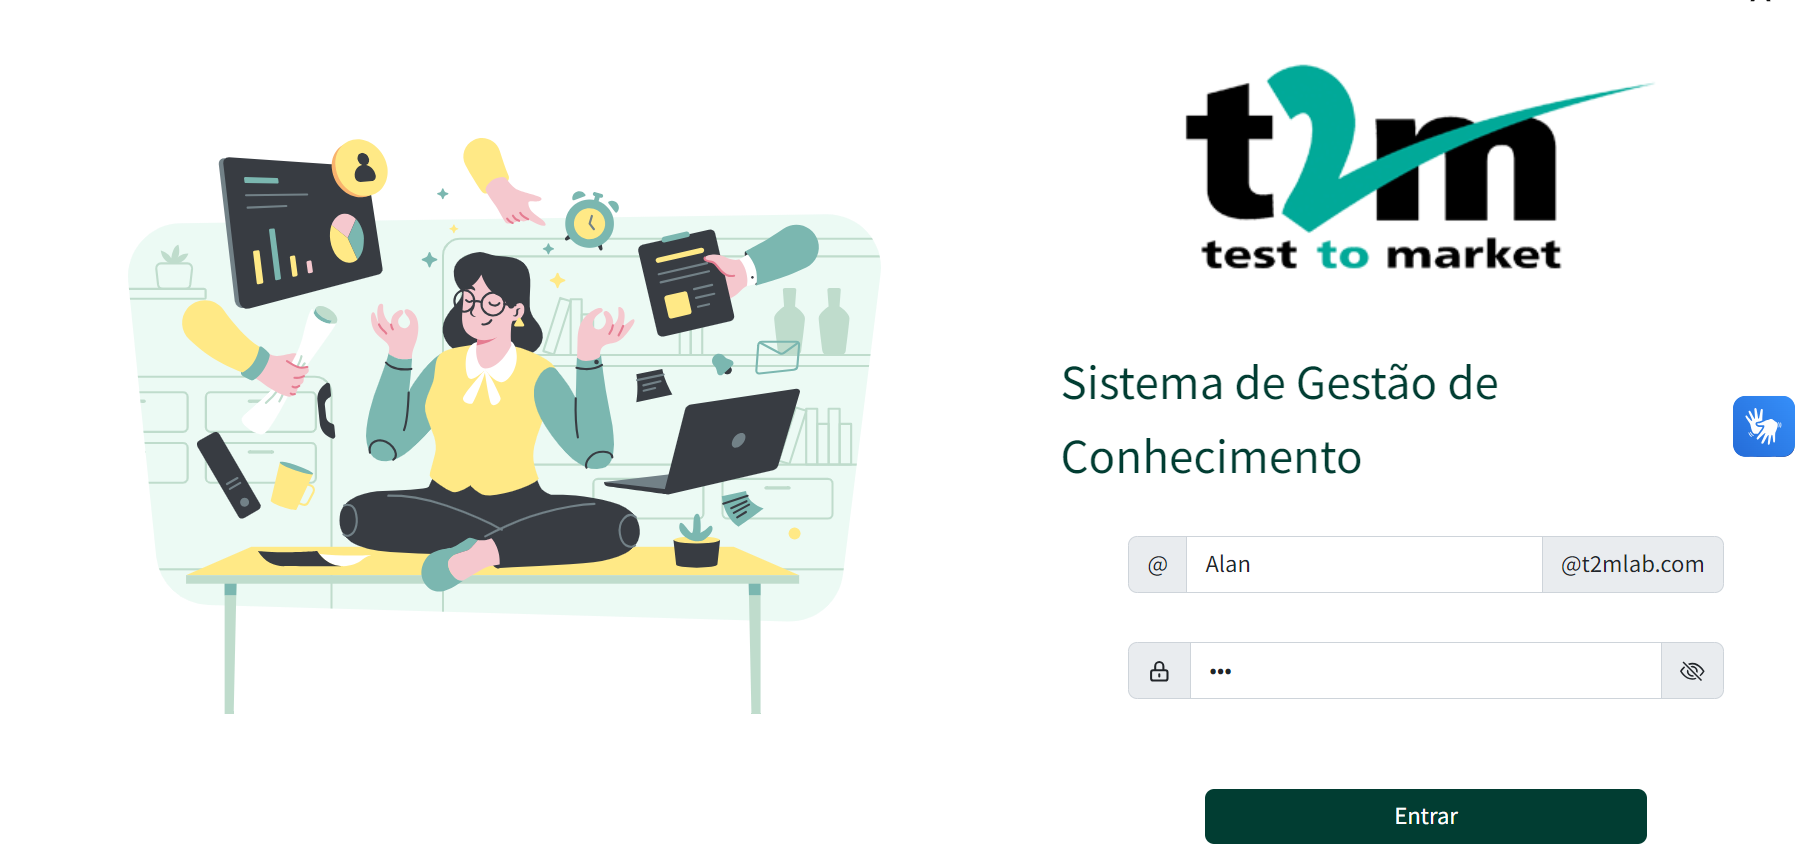 t2m
test to market
Sistema de Gestão de
Conhecimento
@ Alan @t2mlab.com
•••
Entrar